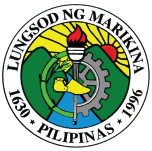 LUNGSOD NG MARIKINA
1630 ★ PILIPINAS ★ 1996